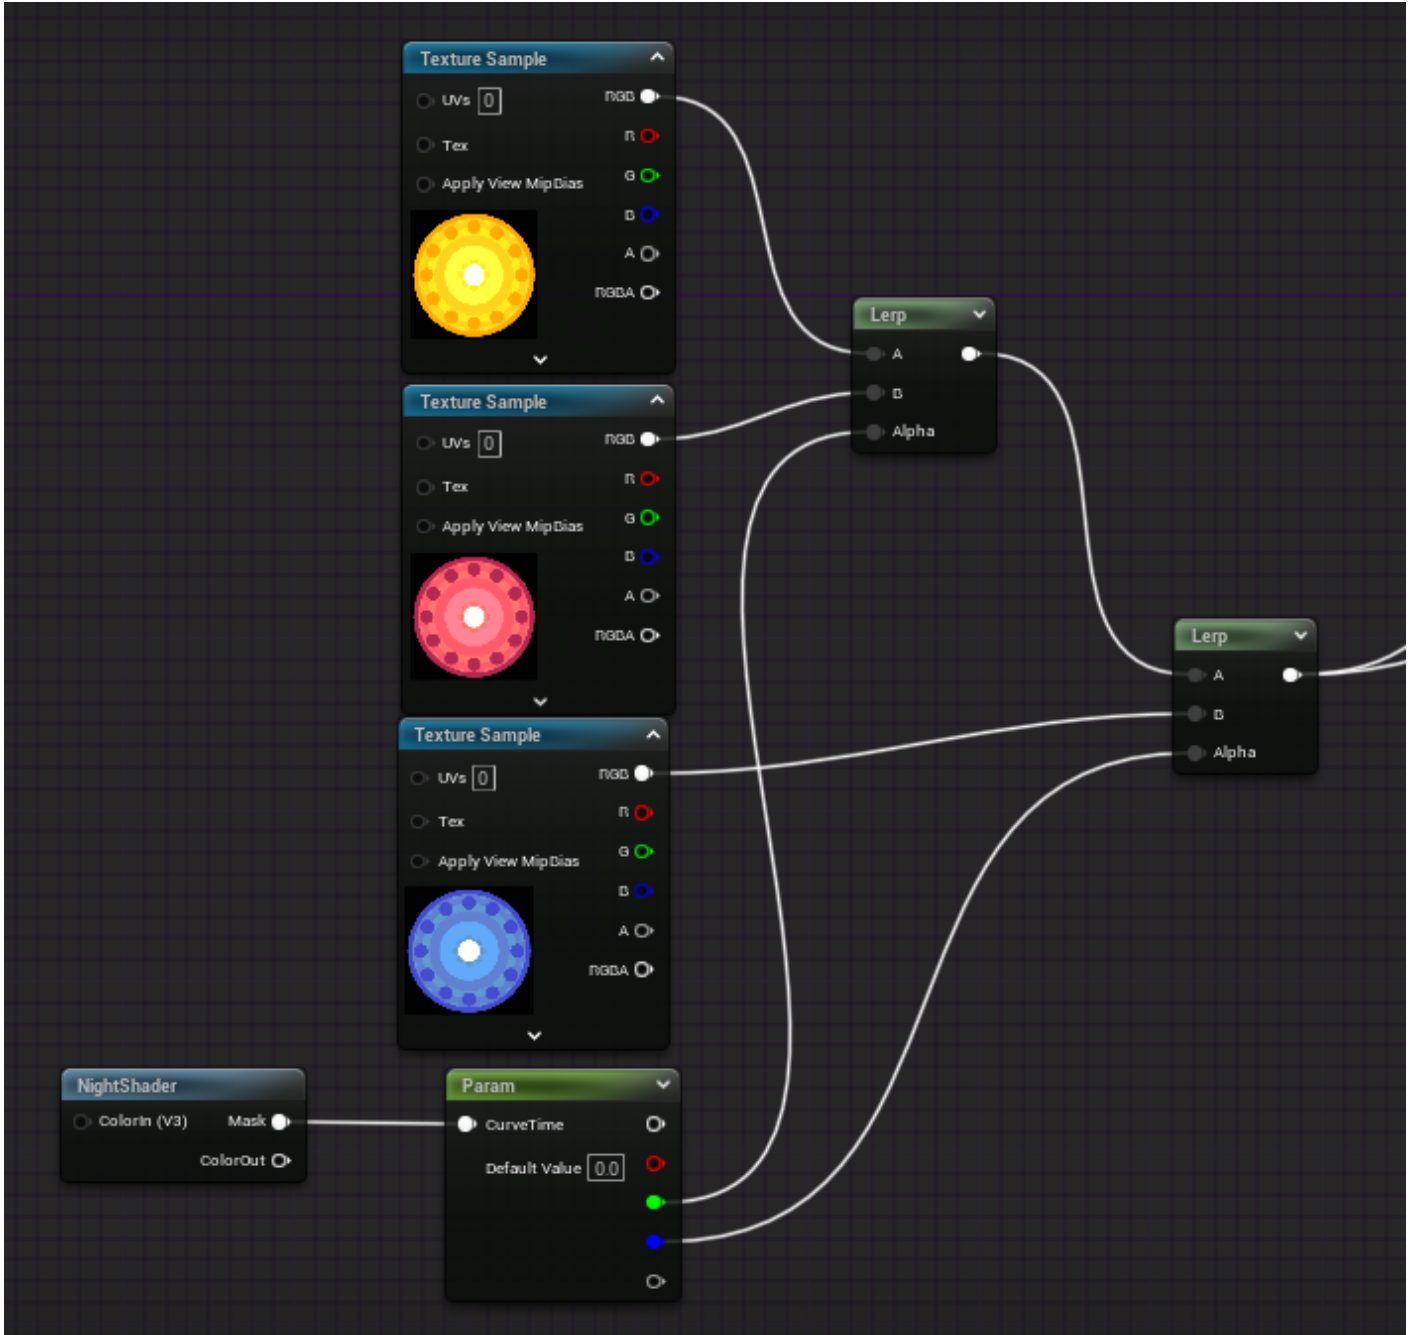 Texture Sample
UVs 0
Tex
Apply View MipBias
RGB
R
G
B
A
RGBA
Texture Sample
UVs 0
Tex
Apply View MipBias
RGB
R
G
B
A
RGBA
Texture Sample
UVs 0
Tex
Apply View MipBias
RGB
R
G
B
A
RGBA
Lerp
A
B
Alpha
Lerp
A
B
Alpha
NightShader
ColorIn (V3)
Mask
ColorOut
Param
CurveTime
Default Value 0.0